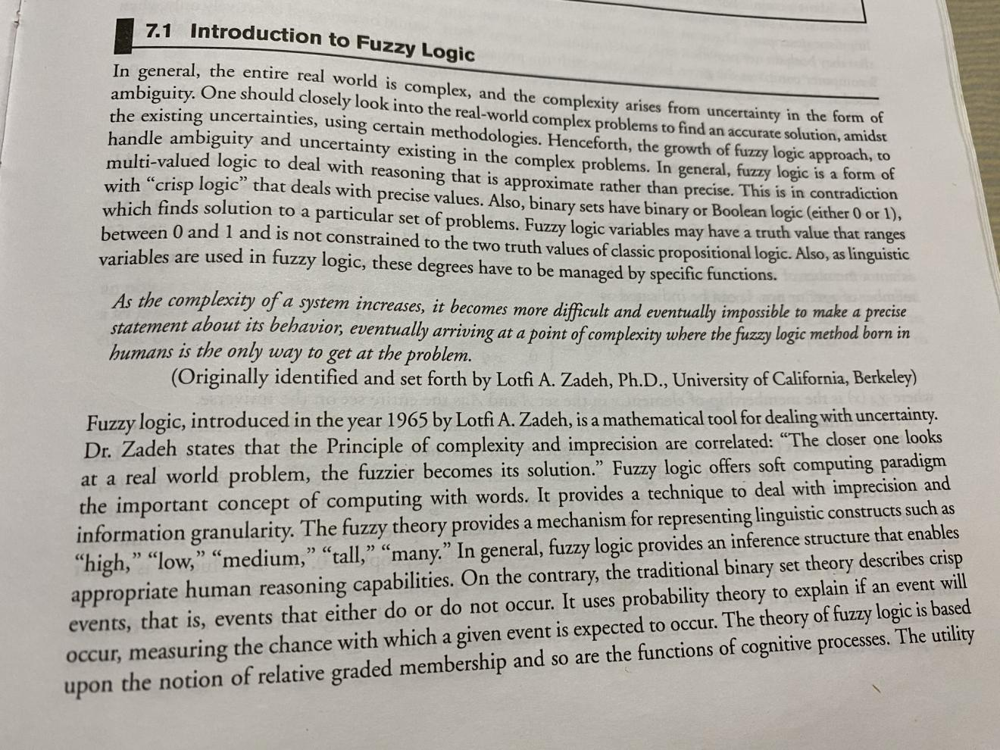 7.1 Introduction to Fuzzy Logic
In general, the entire real world is complex, and the complexity arises from uncertainty in the form of
ambiguity. One should closely look into the real-world complex problems to find an accurate solution, amidst
the existing uncertainties, using certain methodologies. Henceforth, the growth of fuzzy logic approach, to
handle ambiguity and uncertainty existing in the complex problems. In general, fuzzy logic is a form of
multi-valued logic to deal with reasoning that is approximate rather than precise. This is in contradiction
with “crisp logic” that deals with precise values. Also, binary sets have binary or Boolean logic (either 0 or 1),
which finds solution to a particular set of problems. Fuzzy logic variables may have a truth value that ranges
between 0 and 1 and is not constrained to the two truth values of classic propositional logic. Also, as linguistic
variables are used in fuzzy logic, these degrees have to be managed by specific functions.
As the complexity of a system increases, it becomes more difficult and eventually impossible to make a precise
statement about its behavior, eventually arriving at a point of complexity where the fuzzy logic method born in
humans is the only way to get at the problem.
(Originally identified and set forth by Lotfi A. Zadeh, Ph.D., University of California, Berkeley)
Fuzzy logic, introduced in the year 1965 by Lotfi A. Zadeh, is a mathematical tool for dealing with uncertainty.
Dr. Zadeh states that the Principle of complexity and imprecision are correlated: “The closer one looks
at a real world problem, the fuzzier becomes its solution.” Fuzzy logic offers soft computing paradigm
the important concept of computing with words. It provides a technique to deal with imprecision and
information granularity. The fuzzy theory provides a mechanism for representing linguistic constructs such as
“high,” “low,” “medium,” “tall,” “many.” In general, fuzzy logic provides an inference structure that enables
appropriate human reasoning capabilities. On the contrary, the traditional binary set theory describes crisp
events, that is, events that either do or do not occur. It uses probability theory to explain if an event will
occur, measuring the chance with which a given event is expected to occur. The theory of fuzzy logic is based
upon the notion of relative graded membership and so are the functions of cognitive processes. The utility